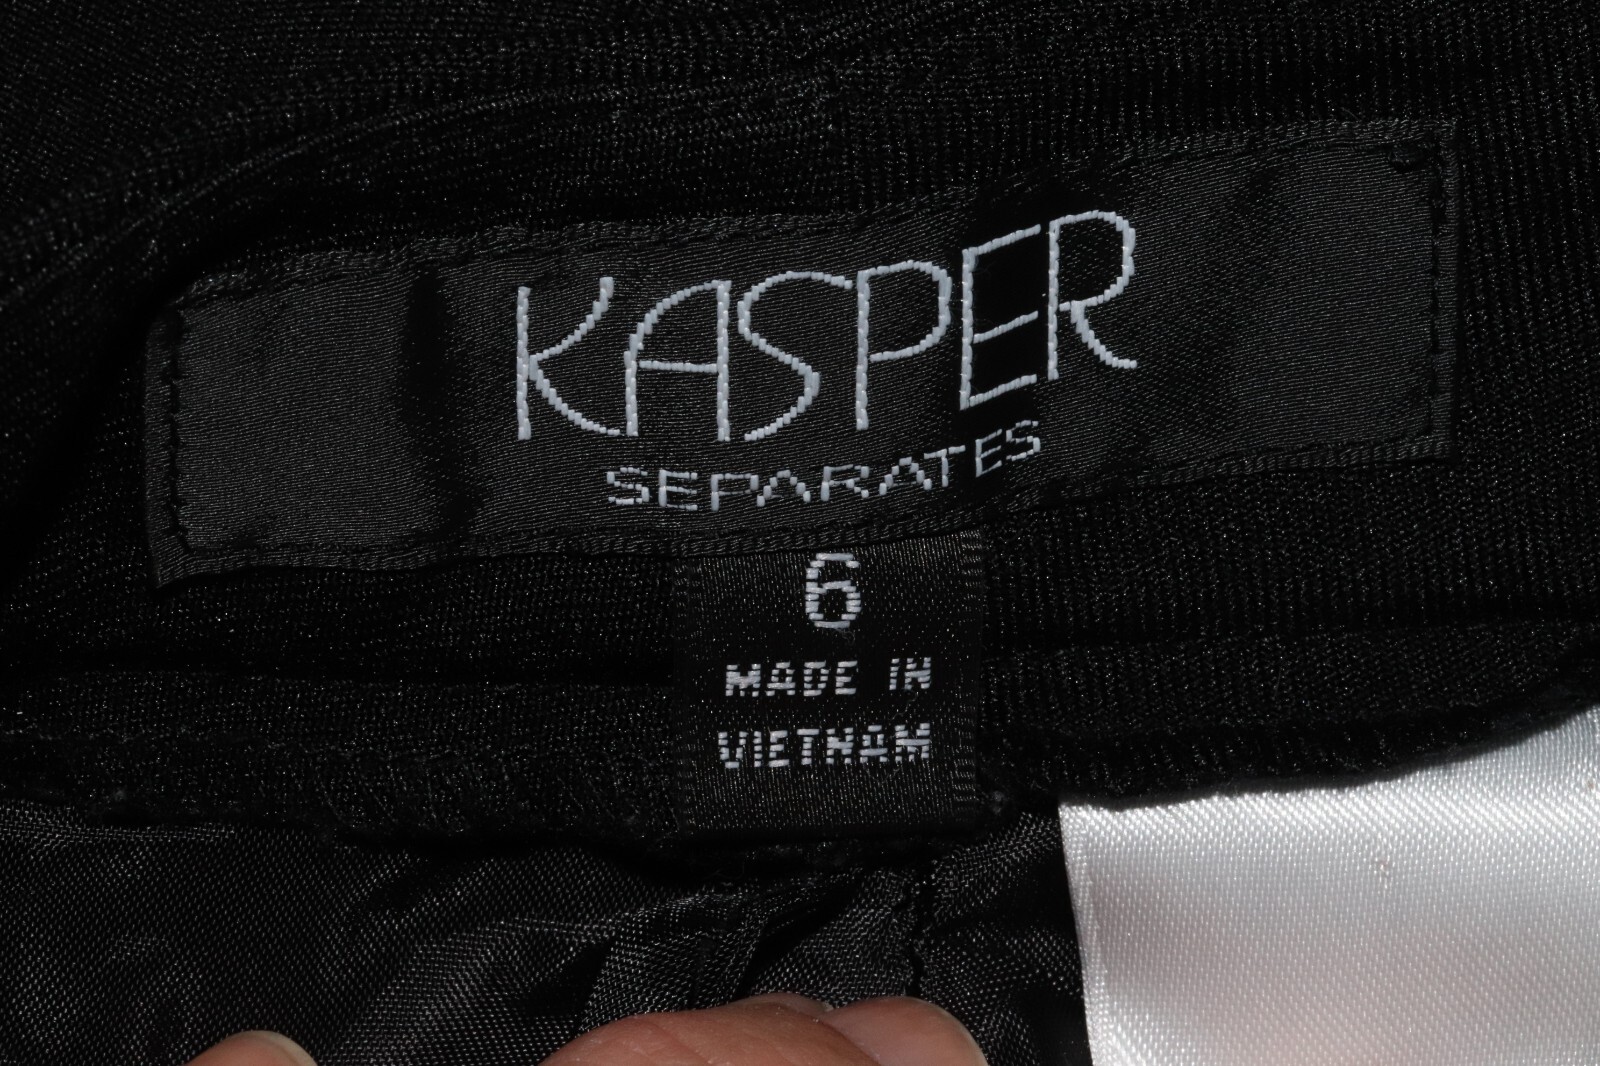 KASPER
SEPARATES
6
MADE IN
VIETNAM